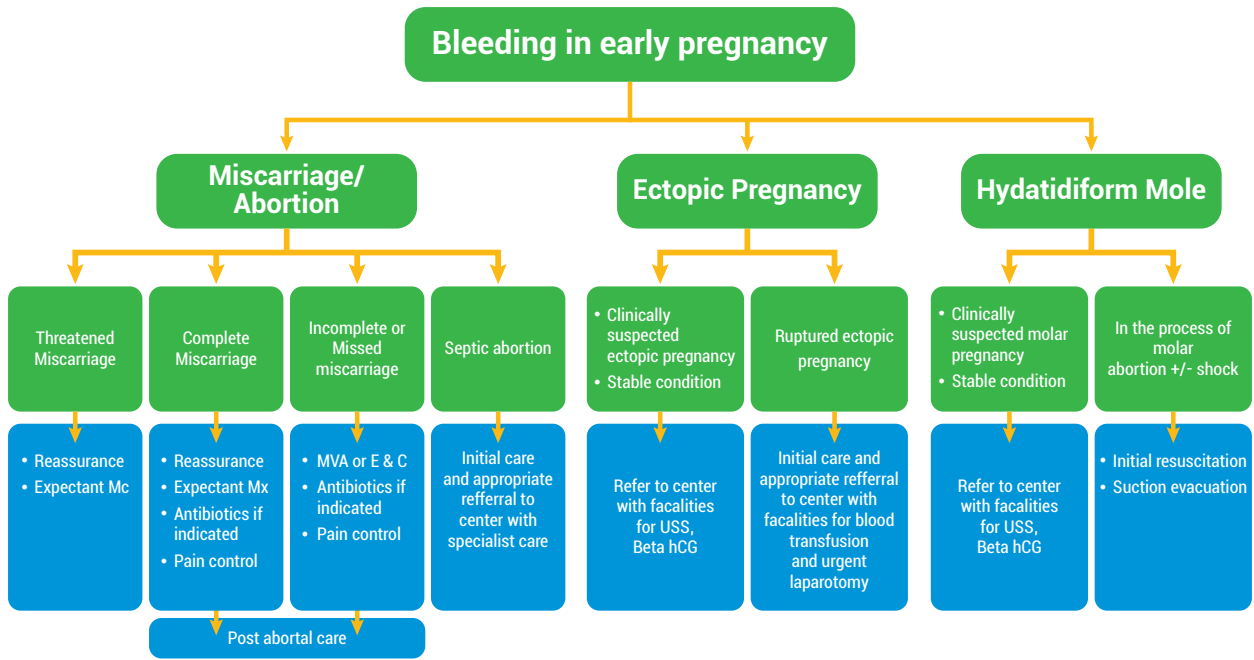 Bleeding in early pregnancy
Miscarriage/
Abortion
Ectopic Pregnancy
Hydatidiform Mole
Threatened
Miscarriage
Complete
Miscarriage
Incomplete or
Missed
miscarriage
Septic abortion
• Clinically
suspected
ectopic pregnancy
• Stable condition
Ruptured ectopic
pregnancy
• Clinically
suspected molar
pregnancy
• Stable condition
In the process of
molar
abortion +/- shock
• Reassurance
• Expectant Mc
• Reassurance
• Expectant Mx
• Antibiotics if
indicated
• Pain control
• MVA or E & C
• Antibiotics if
indicated
• Pain control
Initial care
and appropriate
refferral to
center with
specialist care
Refer to center
with facalities
for USS,
Beta hCG
Initial care and
appropriate refferral
to center with
facalities for blood
transfusion
and urgent
laparotomy
Refer to center
with facalities
for USS,
Beta hCG
• Initial resuscitation
• Suction evacuation
Post abortal care